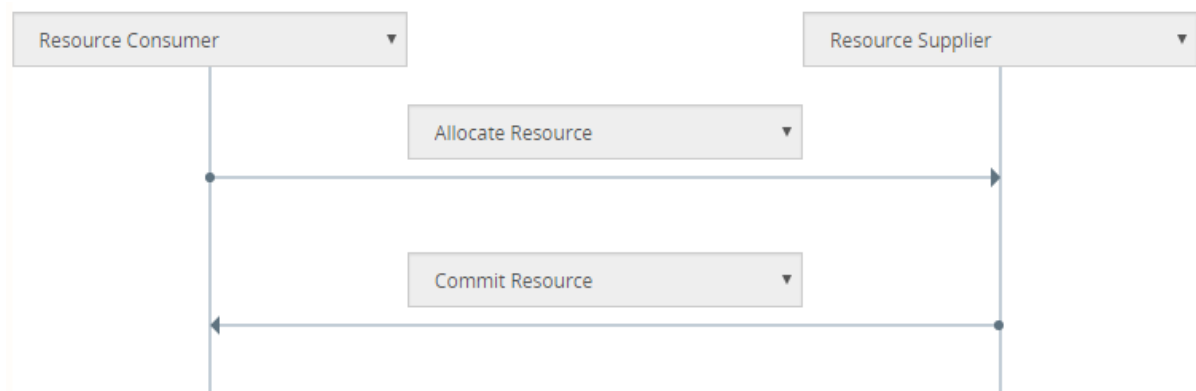 Resource Consumer
Resource Supplier
Allocate Resource
Commit Resource